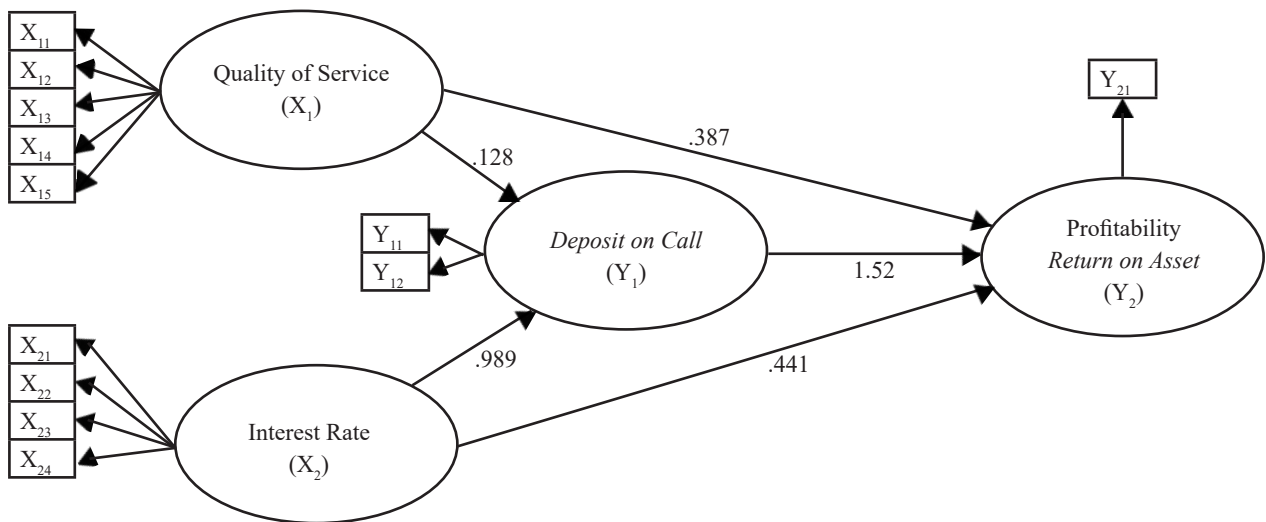 X₁₁
X₁₂
X₁₃
X₁₄
X₁₅
Quality of Service
(X₁)
.387
.128
Y₂₁
Y₁₁
Y₁₂
Deposit on Call
(Y₁)
1.52
Profitability
Return on Asset
(Y₂)
X₂₁
X₂₂
X₂₃
X₂₄
.989
.441
Interest Rate
(X₂)